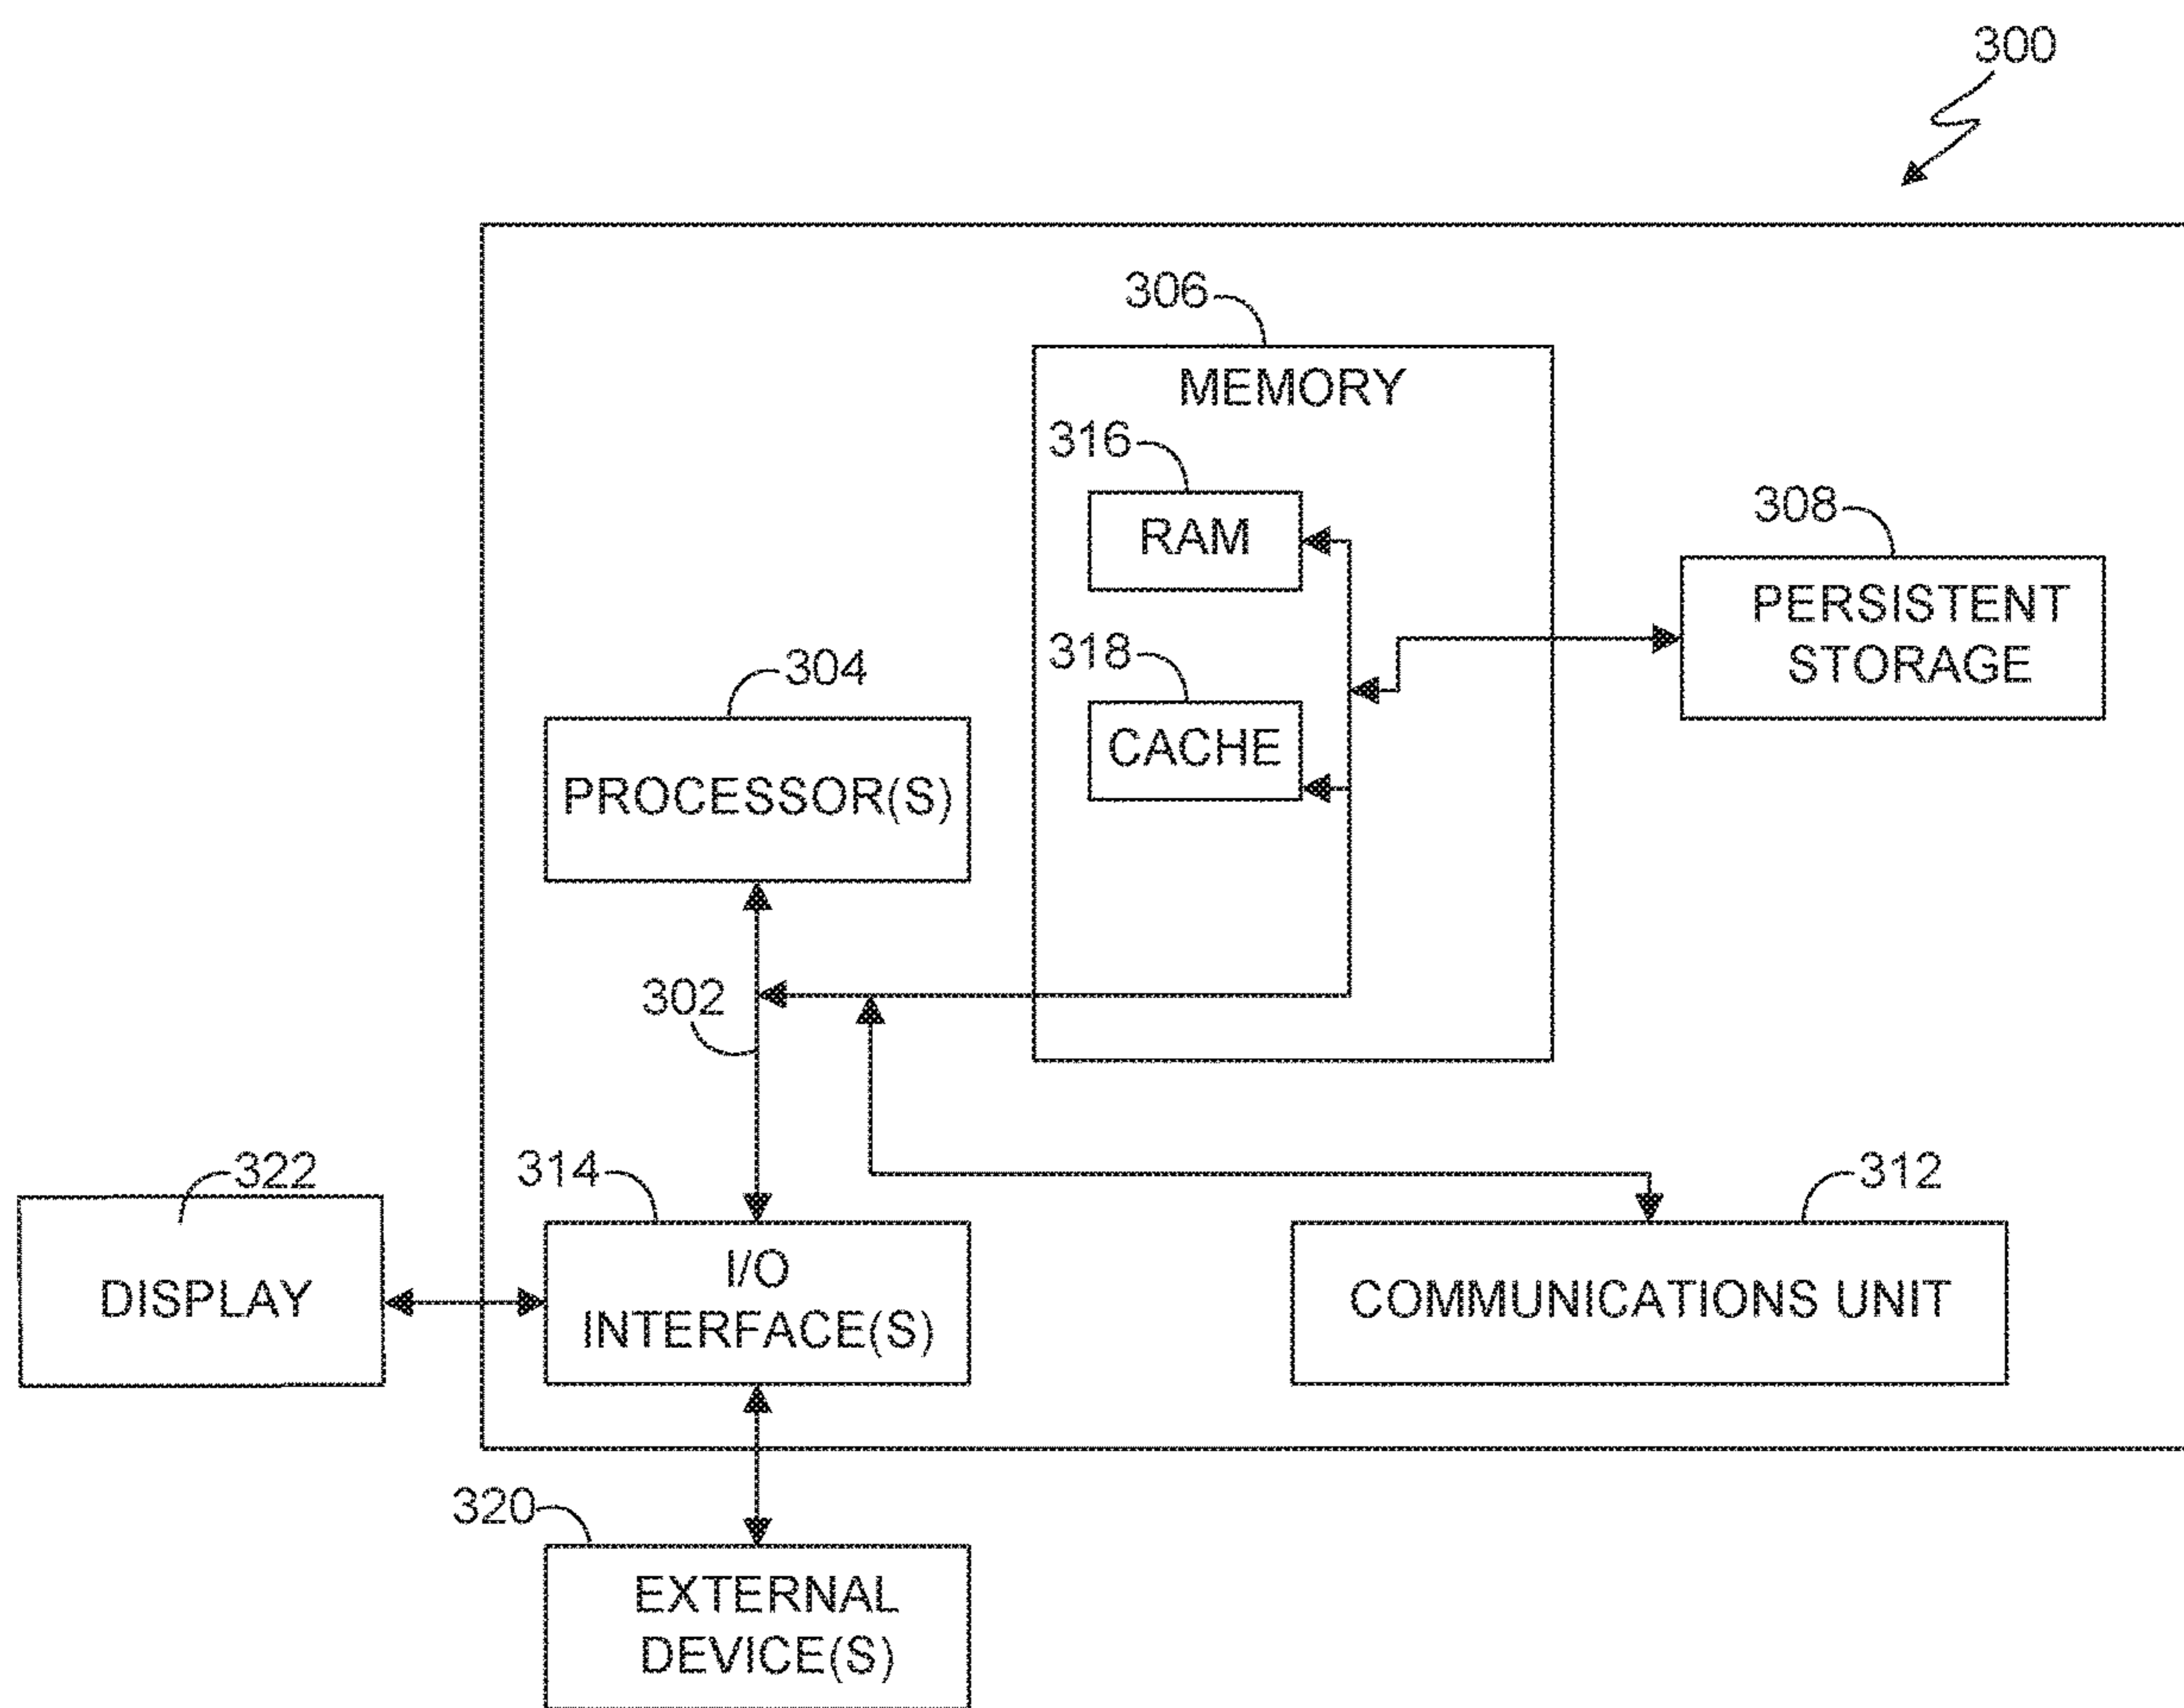 300
306
MEMORY
316
RAM
308
PERSISTENT
STORAGE
318
CACHE
304
PROCESSOR(S)
302
322
DISPLAY
314
I/O
INTERFACE(S)
312
COMMUNICATIONS UNIT
320
EXTERNAL
DEVICE(S)